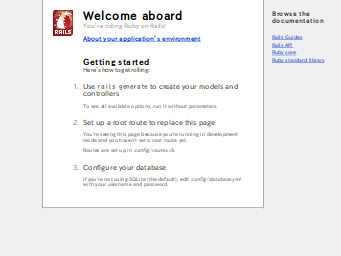 RAILS
Welcome aboard
You're riding Ruby on Rails!
About your application's environment
Getting started
Here's how to get rolling:
1. Use rails generate to create your models and
controllers
To see all available options, run it without parameters.
2. Set up a root route to replace this page
You're seeing this page because you're running in development
mode and you haven't set a root route yet.
Routes are set up in config/routes.rb.
3. Configure your database
If you're not using SQLite (the default), edit config/database.yml
with your username and password.
Browse the
documentation
Rails Guides
Rails API
Ruby core
Ruby standard library